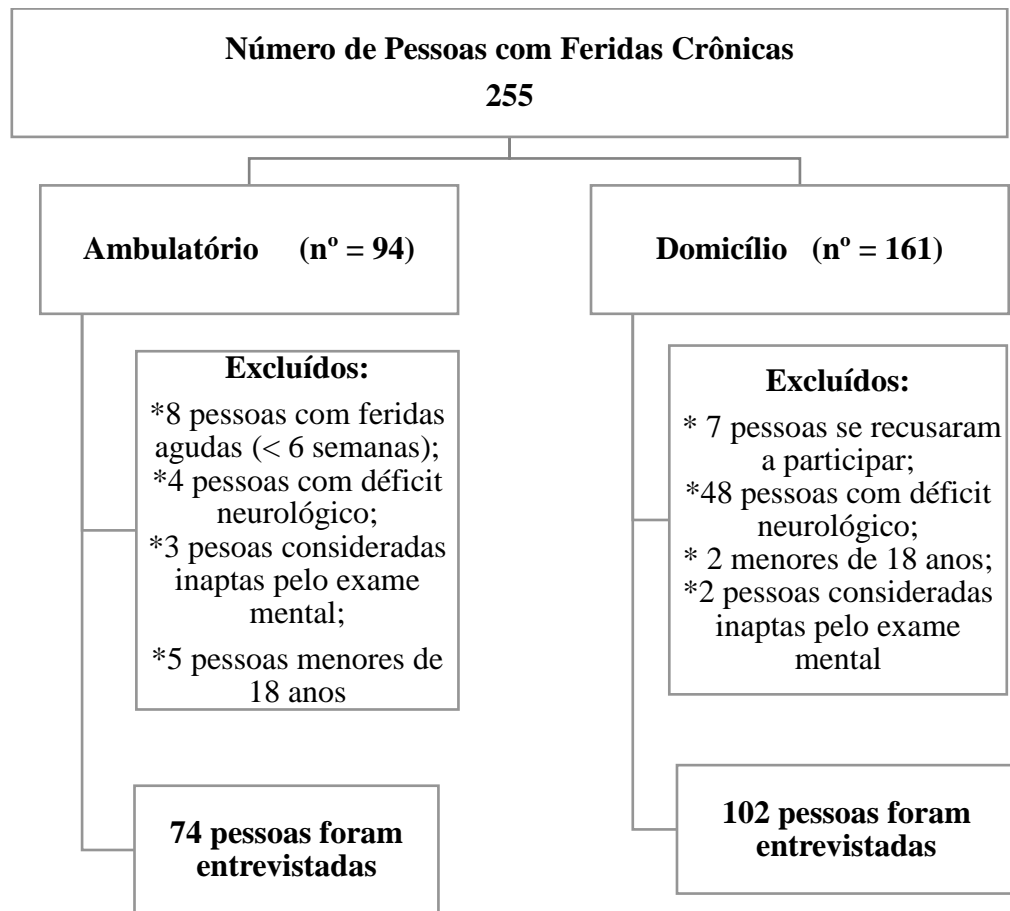 Número de Pessoas com Feridas Crônicas
255
Ambulatório (nº = 94)
Domicílio (nº = 161)
Excluídos:
*8 pessoas com feridas
agudas (< 6 semanas);
*4 pessoas com déficit
neurológico;
*3 pesoas consideradas
inaptas pelo exame
mental;
*5 pessoas menores de
18 anos
Excluídos:
* 7 pessoas se recusaram
a participar;
*48 pessoas com déficit
neurológico;
* 2 menores de 18 anos;
*2 pessoas consideradas
inaptas pelo exame
mental
74 pessoas foram
entrevistadas
102 pessoas foram
entrevistadas